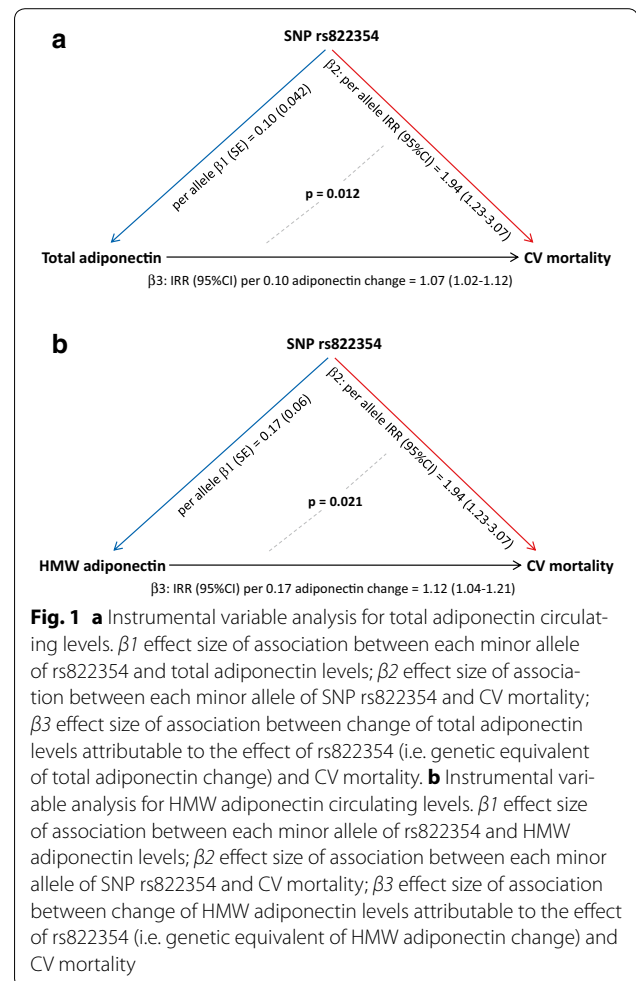 a
SNP rs822354
per allele β1 (SE) = 0.10 (0.042)
β2: per allele IRR (95%CI) = 1.94 (1.23-3.07)
p = 0.012
Total adiponectin
CV mortality
β3: IRR (95%CI) per 0.10 adiponectin change = 1.07 (1.02-1.12)
b
SNP rs822354
per allele β1 (SE) = 0.17 (0.06)
β2: per allele IRR (95%CI) = 1.94 (1.23-3.07)
p = 0.021
HMW adiponectin
CV mortality
β3: IRR (95%CI) per 0.17 adiponectin change = 1.12 (1.04-1.21)
Fig. 1 a Instrumental variable analysis for total adiponectin circulat-
ing levels. β1 effect size of association between each minor allele
of rs822354 and total adiponectin levels; β2 effect size of associa-
tion between each minor allele of SNP rs822354 and CV mortality;
β3 effect size of association between change of total adiponectin
levels attributable to the effect of rs822354 (i.e. genetic equivalent
of total adiponectin change) and CV mortality. b Instrumental vari-
able analysis for HMW adiponectin circulating levels. β1 effect size
of association between each minor allele of rs822354 and HMW
adiponectin levels; β2 effect size of association between each minor
allele of SNP rs822354 and CV mortality; β3 effect size of association
between change of HMW adiponectin levels attributable to the effect
of rs822354 (i.e. genetic equivalent of HMW adiponectin change) and
CV mortality